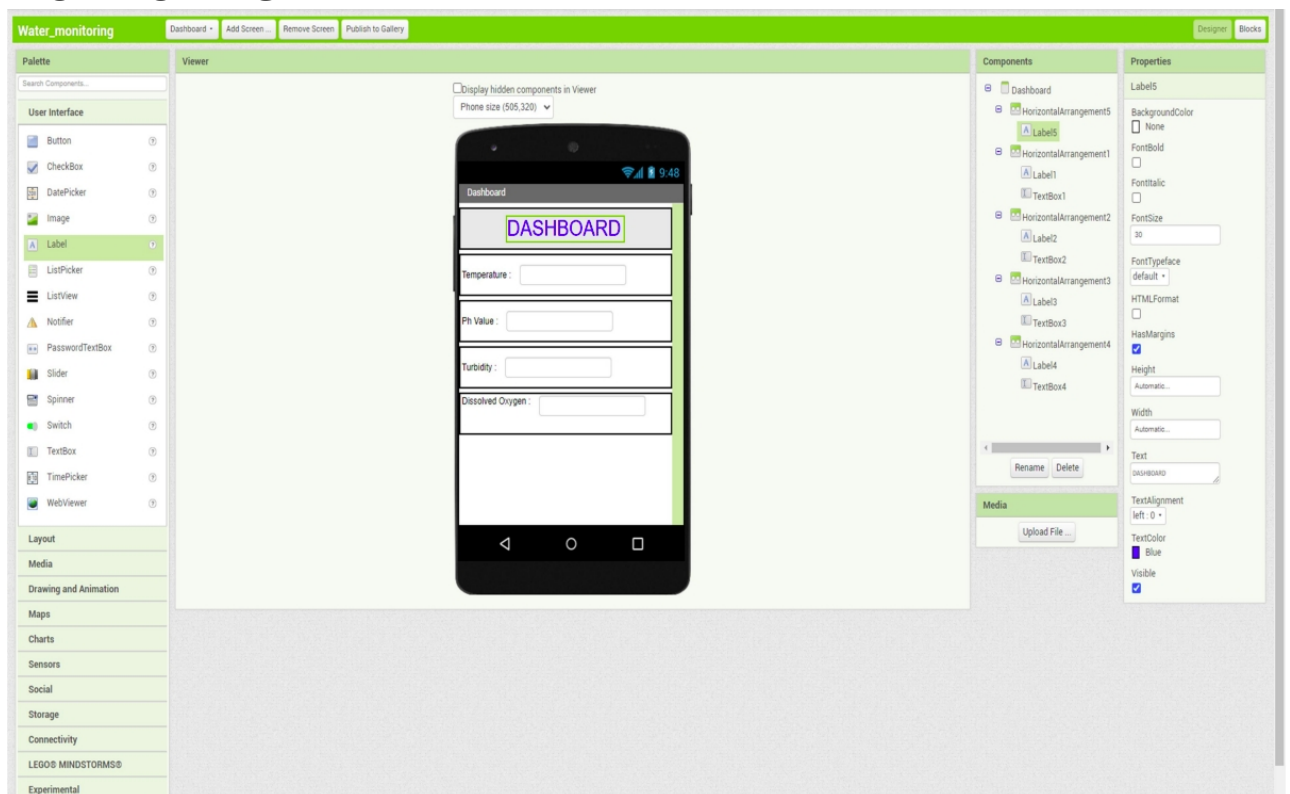 Water_monitoring
Dashboard
Add Screen ...
Remove Screen
Publish to Gallery
Designer
Blocks
Palette
Search Components...
User Interface
Button
CheckBox
DatePicker
Image
Label
ListPicker
ListView
Notifier
PasswordTextBox
Slider
Spinner
Switch
TextBox
TimePicker
WebViewer
Layout
Media
Drawing and Animation
Maps
Charts
Sensors
Social
Storage
Connectivity
LEGO® MINDSTORMS®
Experimental
Viewer
Display hidden components in Viewer
Phone size (505,320)
9:48
Dashboard
DASHBOARD
Temperature :
Ph Value :
Turbidity :
Dissolved Oxygen :
Components
Dashboard
HorizontalArrangement5
Label5
HorizontalArrangement1
Label1
TextBox1
HorizontalArrangement2
Label2
TextBox2
HorizontalArrangement3
Label3
TextBox3
HorizontalArrangement4
Label4
TextBox4
Rename
Delete
Media
Upload File ...
Properties
Label5
BackgroundColor
None
FontBold
FontItalic
FontSize
30
FontTypeface
default
HTMLFormat
HasMargins
Height
Automatic...
Width
Automatic...
Text
DASHBOARD
TextAlignment
left : 0
TextColor
Blue
Visible